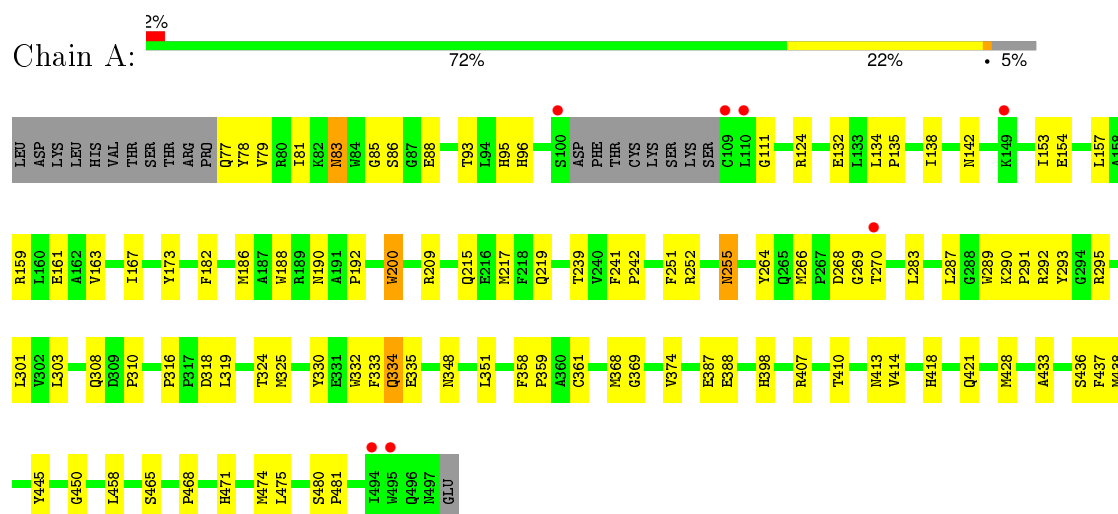 2%
Chain A:
72% 22% • 5%
LEU ASP LYS LEU HIS VAL THR SER THR ARG PRO Q77 Y78 V79 R80 I81 K82 N83 W84 G85 S86 G87 E88 T93 L94 H95 H96 S100 ASP PHE THR CYS LYS SER LYS SER G109 L110 G111 R124 E132 L133 L134 P135 I138 N142 K149 I153 E154 L157 A158
R159 L160 E161 A162 V163 I167 Y173 F182 M186 A187 W188 R189 N190 A191 P192 W200 R209 Q215 E216 M217 F218 Q219 T239 V240 F241 P242 F251 R252 N255 Y264 Q265 M266 P267 D268 G269 T270 L283 L287 G288 W289 K290 P291 R292 Y293 G294 R295
L301 V302 L303 Q308 D309 P310 P316 P317 D318 L319 T324 M325 Y330 E331 W332 F333 Q334 E335 N348 L351 F358 P359 A360 C361 M368 G369 V374 E387 E388 H398 R407 T410 N413 V414 H418 Q421 M428 A433 S436 F437 M438
Y445 G450 L458 S465 P468 H471 M474 L475 S480 P481 I494 W495 Q496 N497 GLU